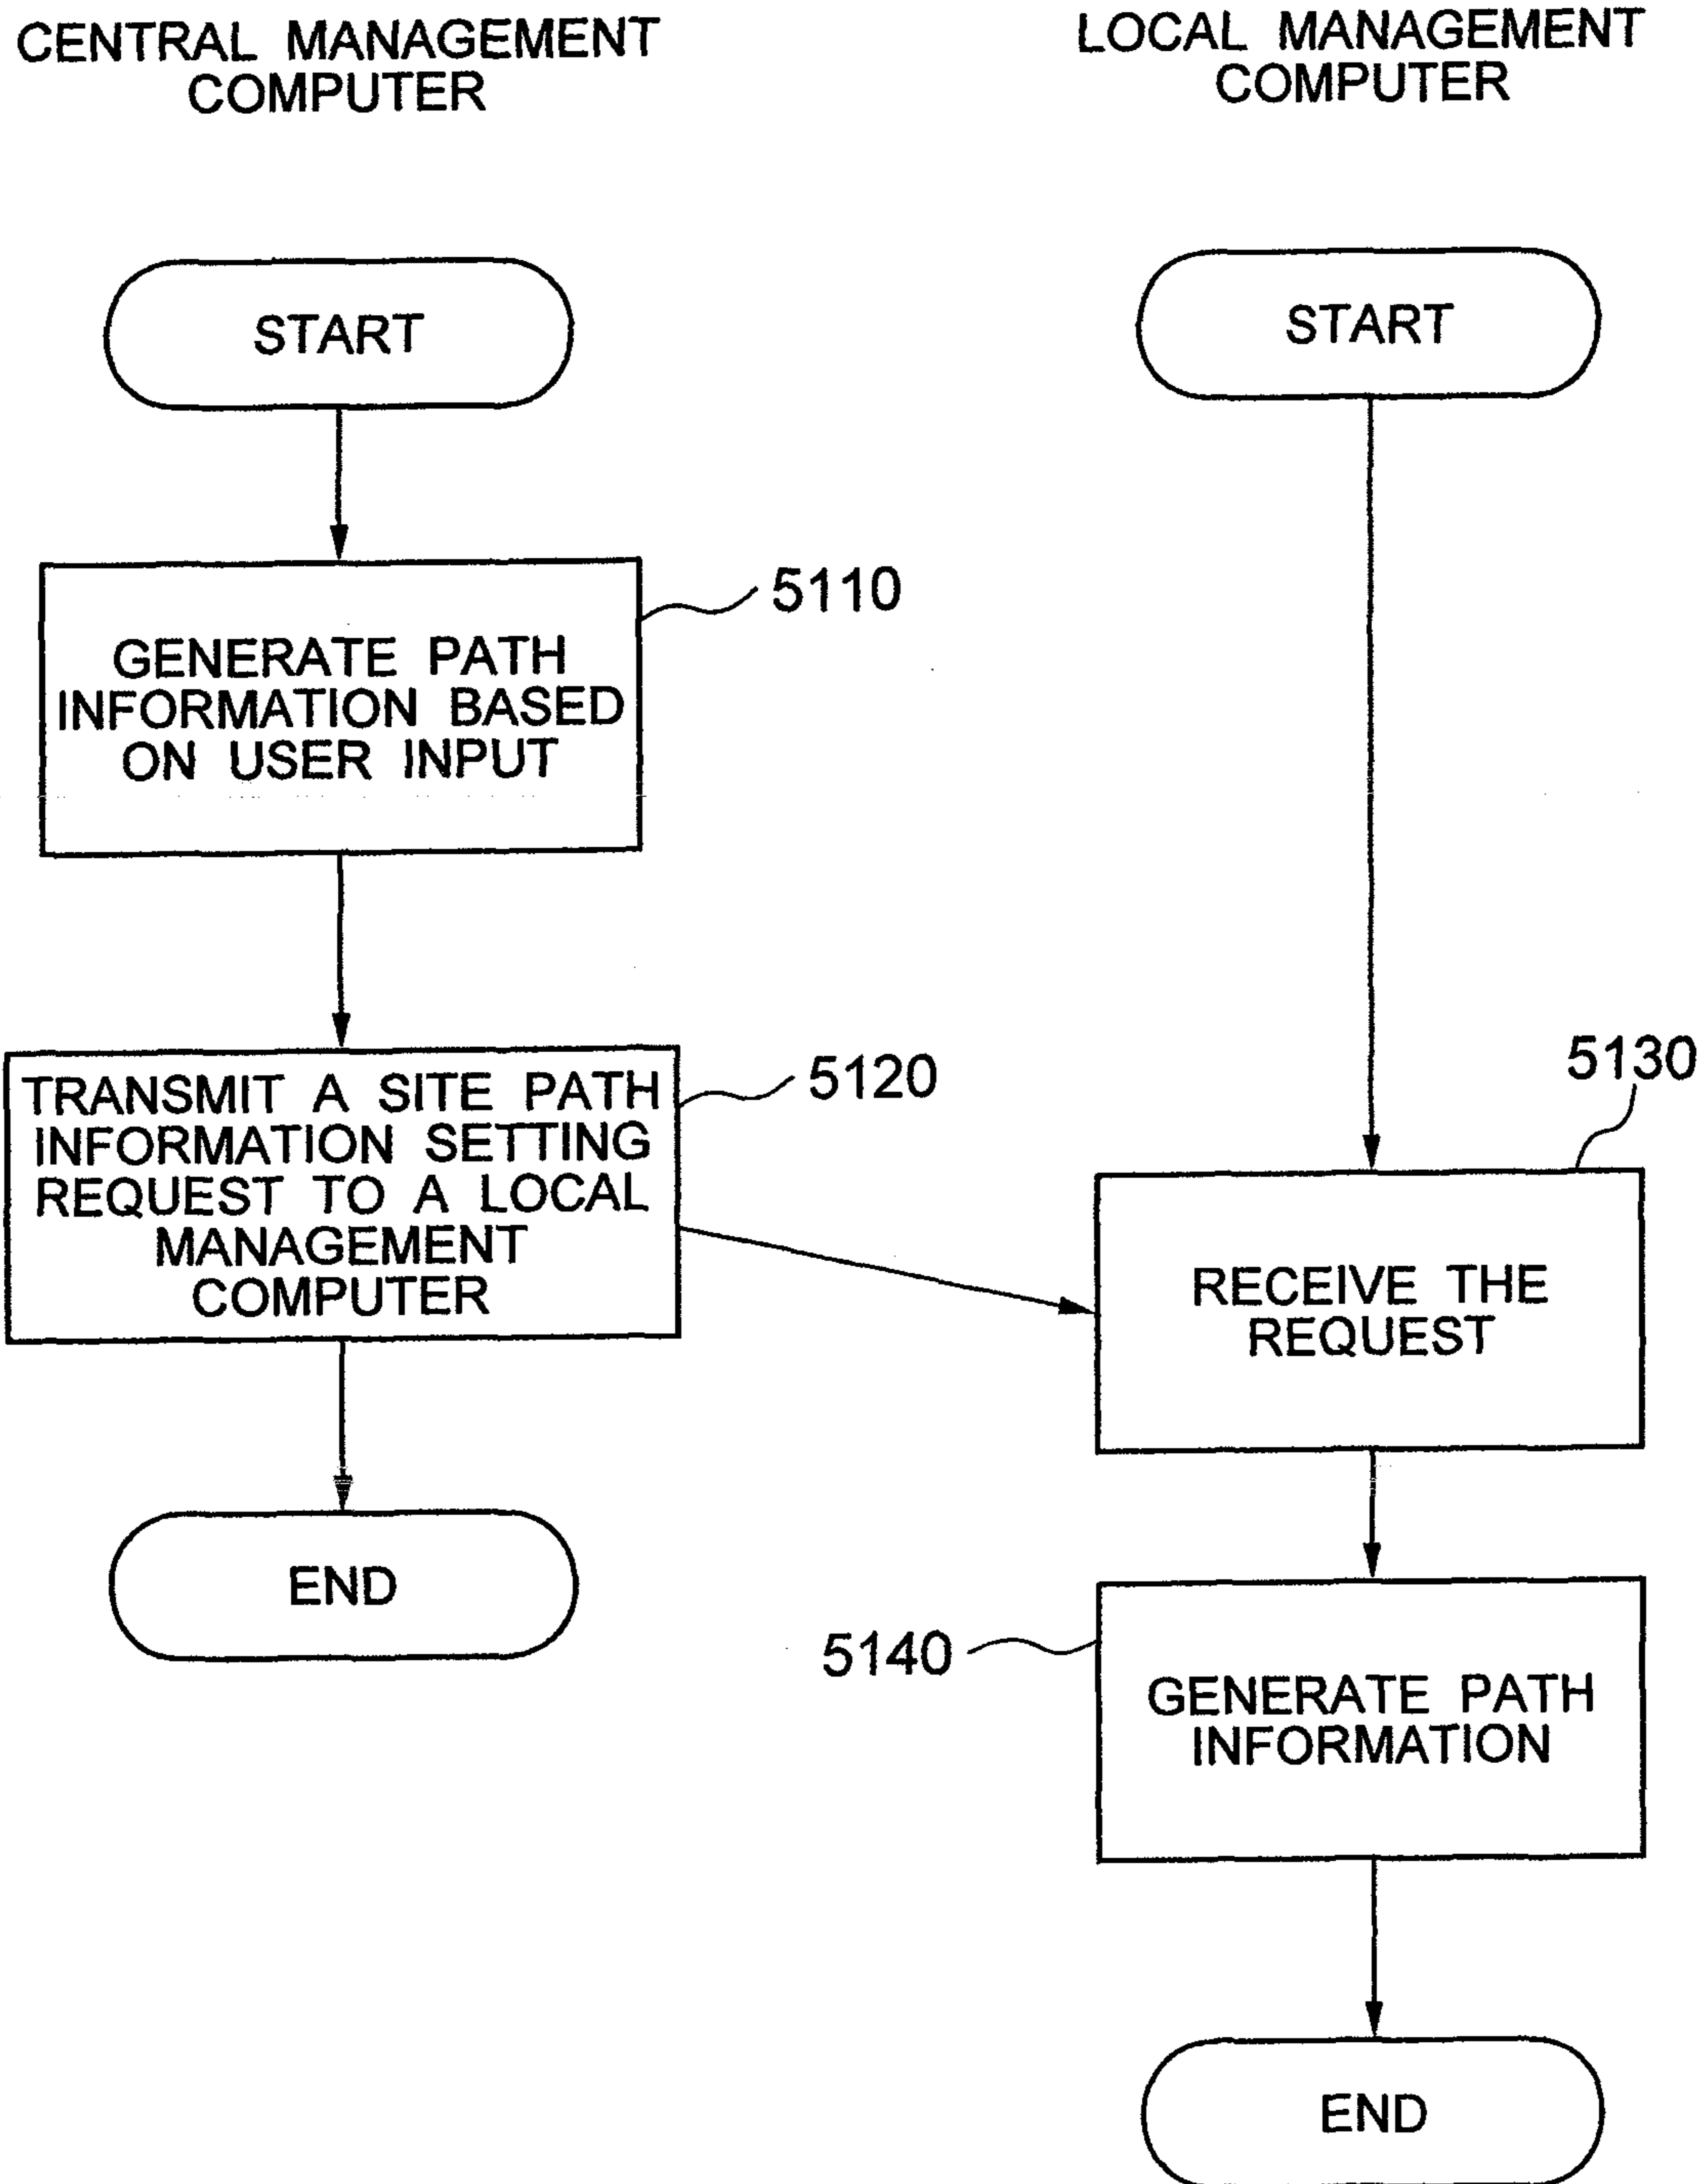 CENTRAL MANAGEMENT
COMPUTER
LOCAL MANAGEMENT
COMPUTER
START
START
5110
GENERATE PATH
INFORMATION BASED
ON USER INPUT
5120
TRANSMIT A SITE PATH
INFORMATION SETTING
REQUEST TO A LOCAL
MANAGEMENT
COMPUTER
5130
RECEIVE THE
REQUEST
END
5140
GENERATE PATH
INFORMATION
END